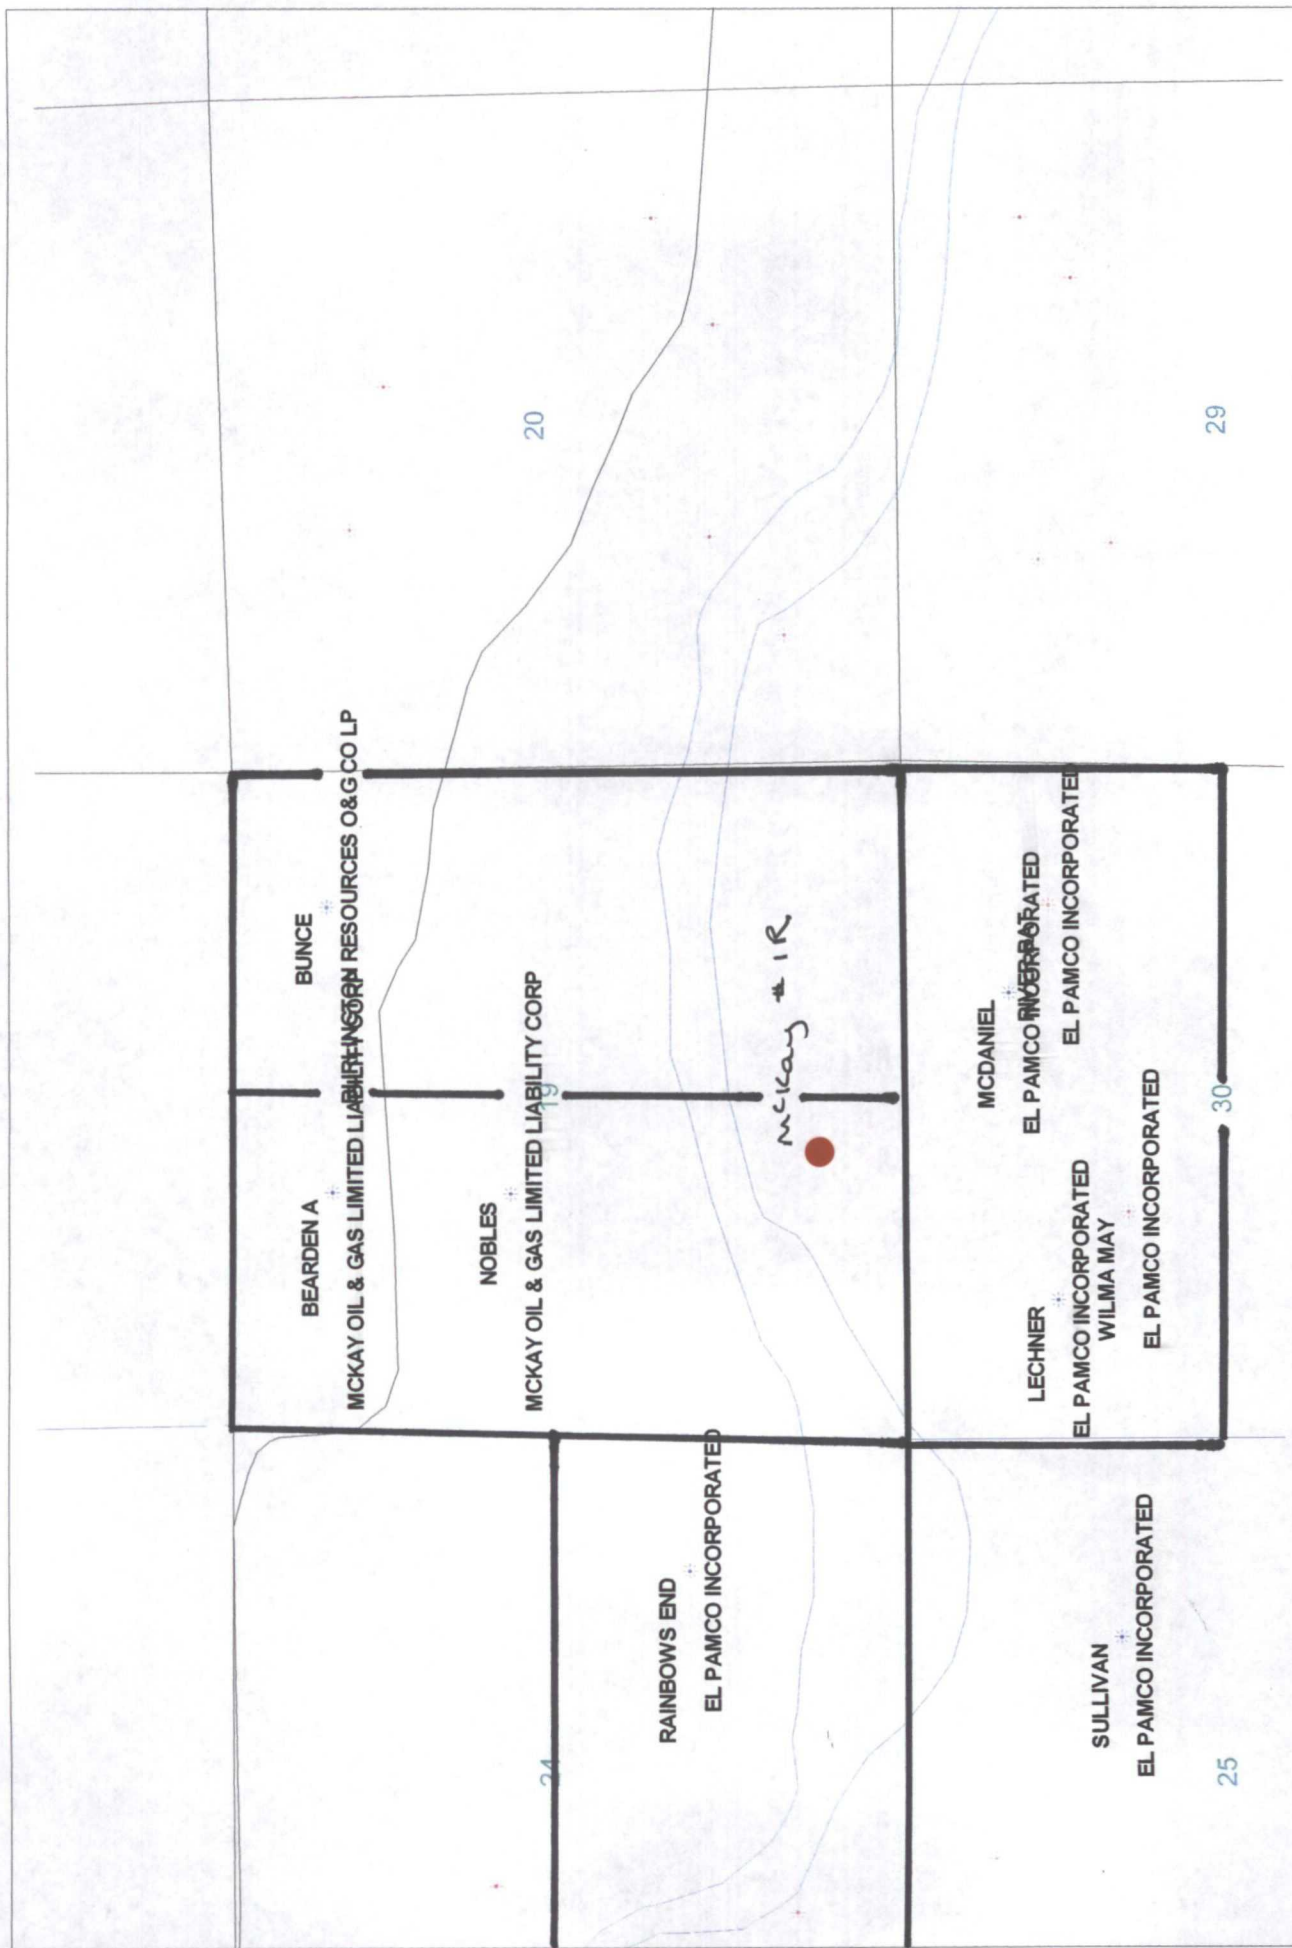 BUNCE
BURLINGTON RESOURCES O&G CO LP
BEARDEN A
MCKAY OIL & GAS LIMITED LIABILITY CORP
NOBLES
MCKAY OIL & GAS LIMITED LIABILITY CORP
19
20
24
RAINBOWS END
EL PAMCO INCORPORATED
McKay # 1R
MCDANIEL
EL PAMCO INCORPORATED
RIVER RAT
EL PAMCO INCORPORATED
LECHNER
EL PAMCO INCORPORATED
WILMA MAY
EL PAMCO INCORPORATED
SULLIVAN
EL PAMCO INCORPORATED
25
30
29